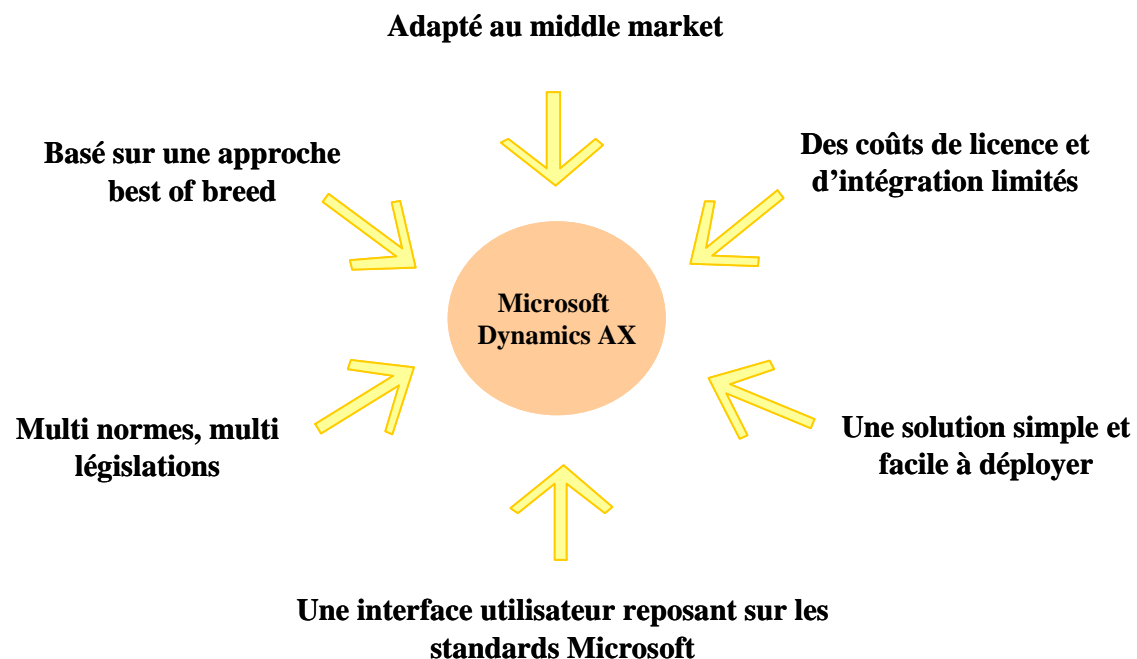 Adapté au middle market
Basé sur une approche
best of breed
Des coûts de licence et
d’intégration limités
Microsoft
Dynamics AX
Multi normes, multi
législations
Une solution simple et
facile à déployer
Une interface utilisateur reposant sur les
standards Microsoft